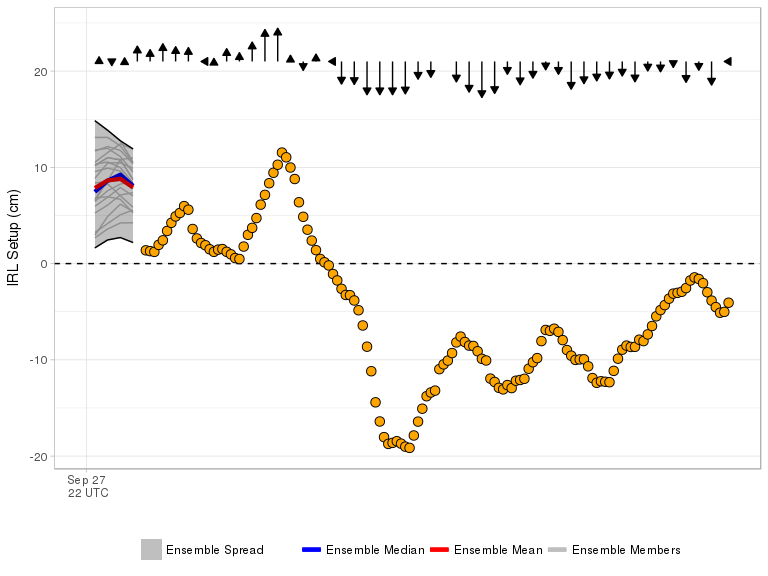 20
10
0
-10
-20
IRL Setup (cm)
Sep 27
22 UTC
Ensemble Spread
Ensemble Median
Ensemble Mean
Ensemble Members